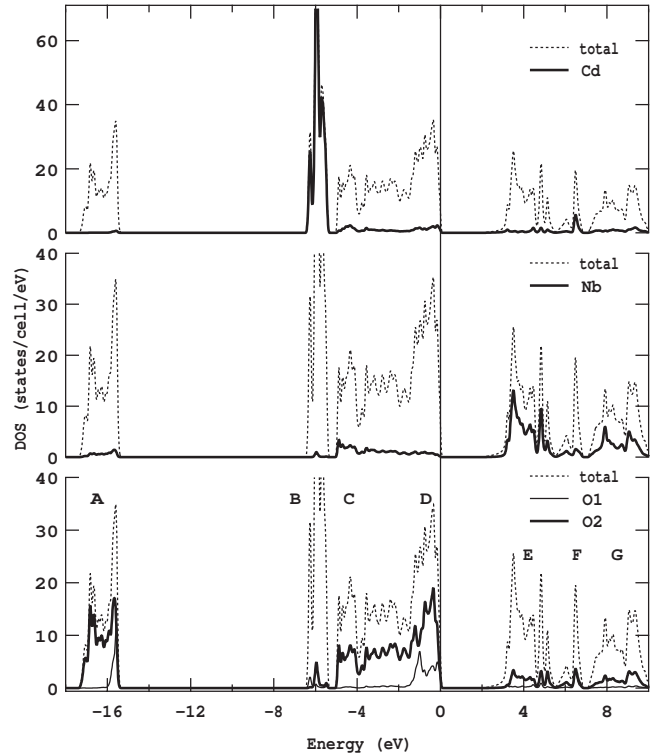 60
total
Cd
40
20
0
40
total
Nb
30
20
10
0
DOS (states/cell/eV)
40
total
O1
O2
A B C D
30
E F G
20
10
0
-16 -12 -8 -4 0 4 8
Energy (eV)